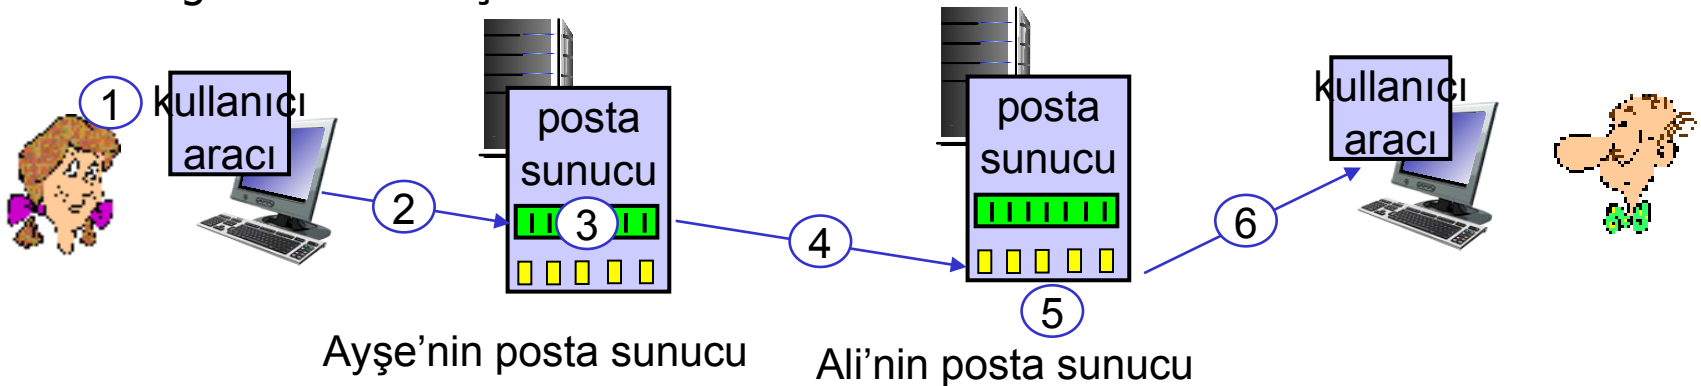 1
kullanıcı
aracı
2
posta
sunucu
3
4
posta
sunucu
5
6
kullanıcı
aracı
Ayşe’nin posta sunucu
Ali’nin posta sunucu